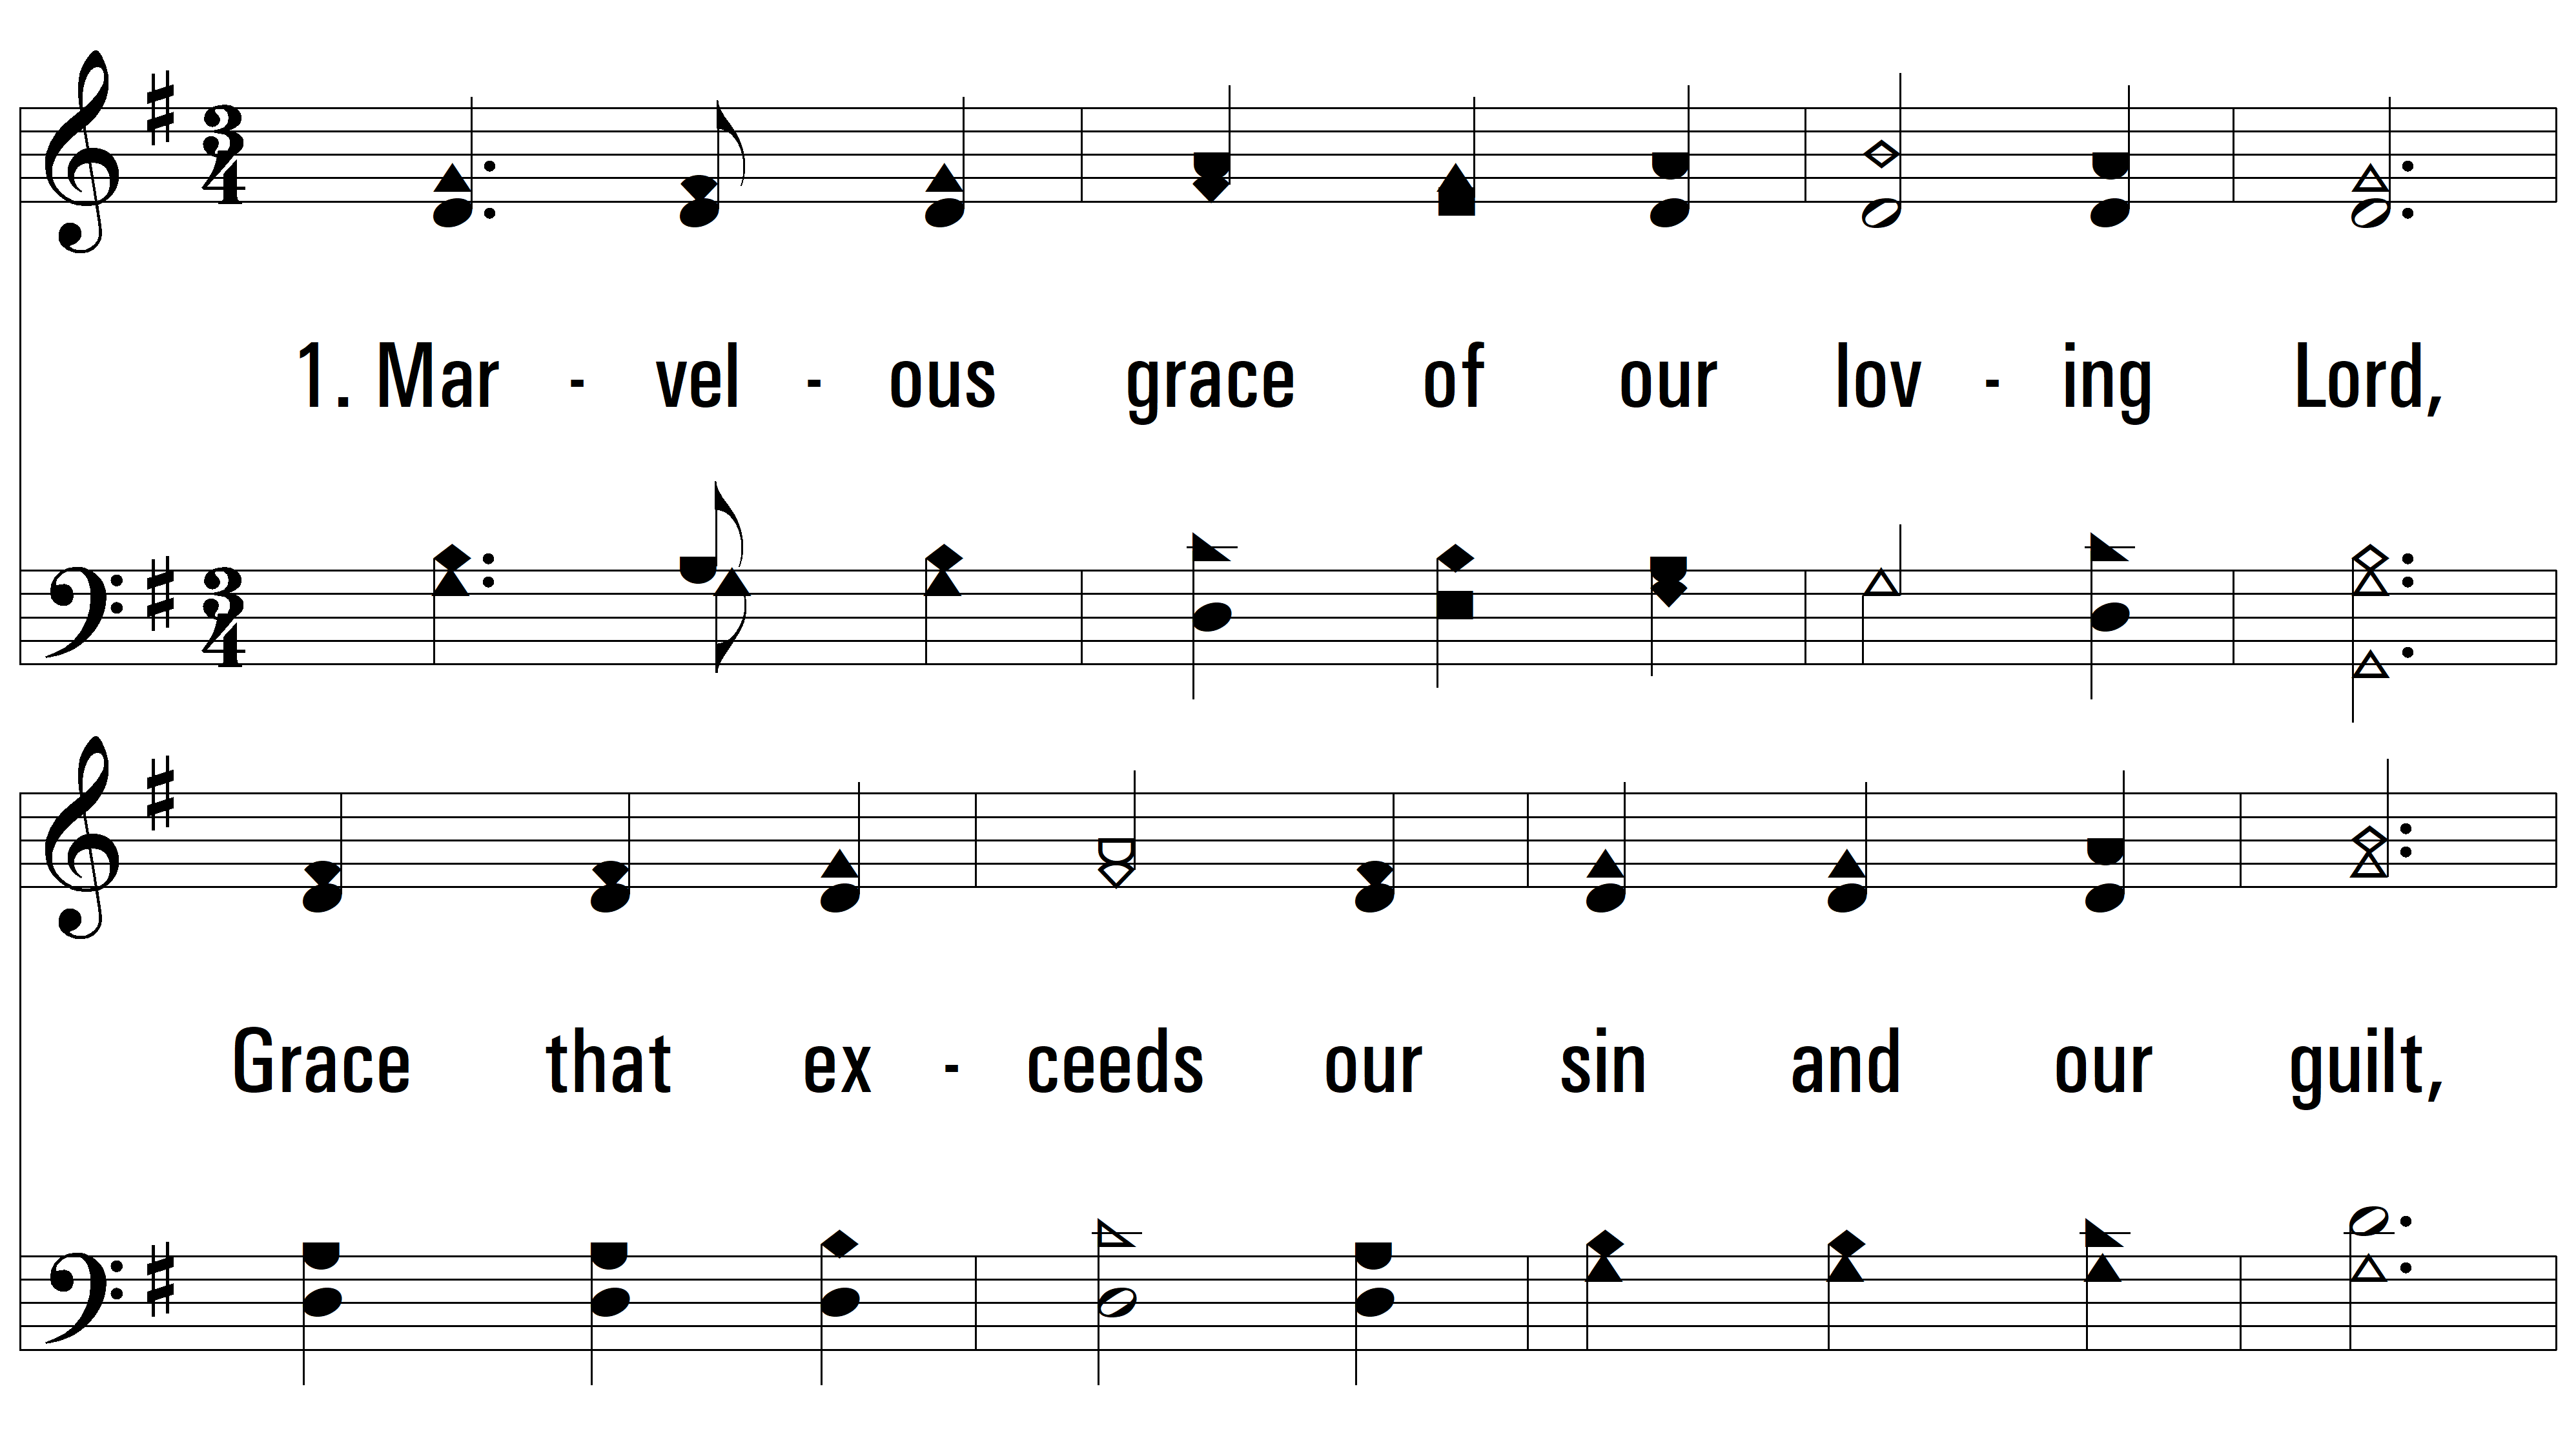 1. Mar - vel - ous grace of our lov - ing Lord,
Grace that ex - ceeds our sin and our guilt,